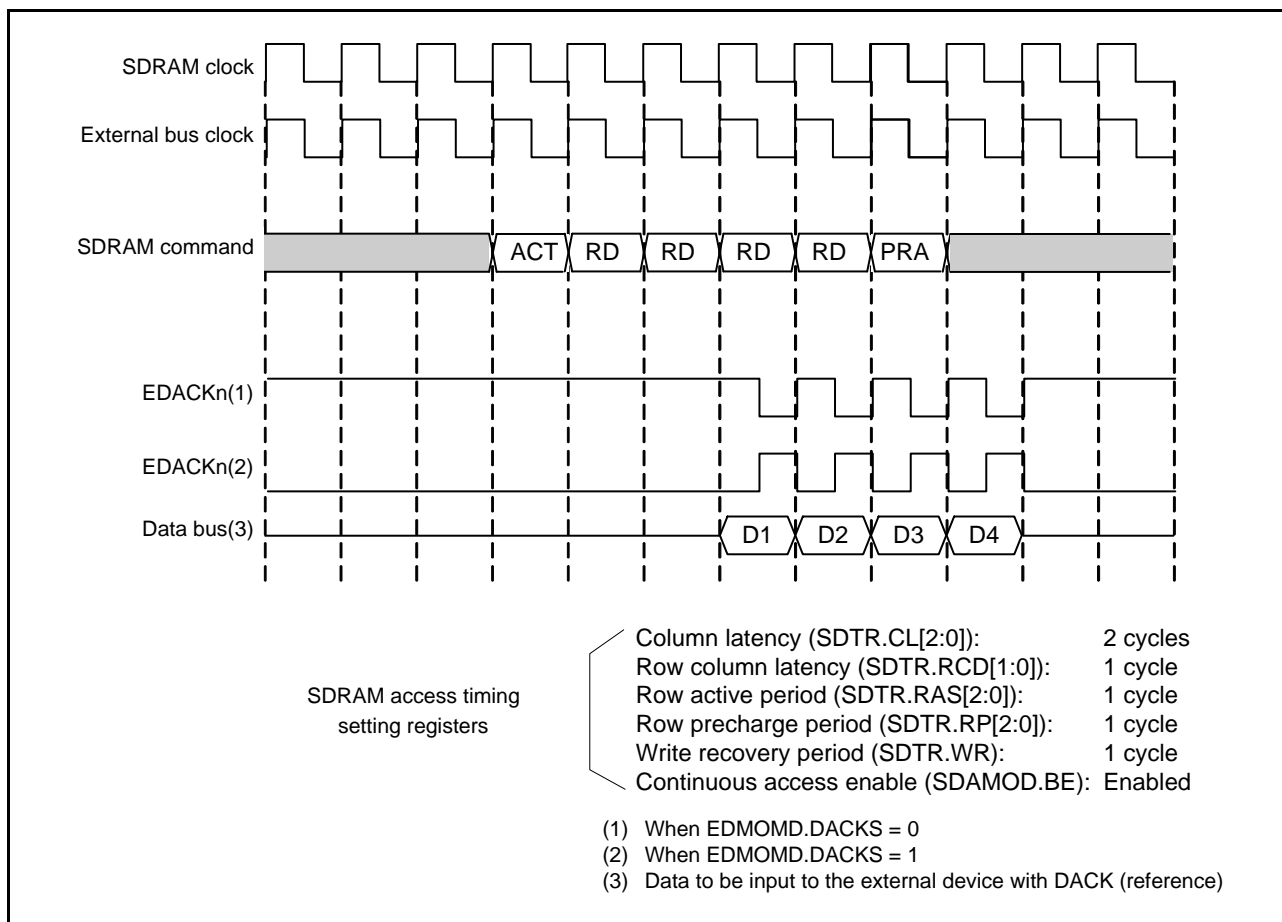 SDRAM clock
External bus clock
SDRAM command
ACT RD RD RD RD PRA
EDACKn(1)
EDACKn(2)
Data bus(3)
D1 D2 D3 D4
SDRAM access timing
setting registers
Column latency (SDTR.CL[2:0]): 2 cycles
Row column latency (SDTR.RCD[1:0]): 1 cycle
Row active period (SDTR.RAS[2:0]): 1 cycle
Row precharge period (SDTR.RP[2:0]): 1 cycle
Write recovery period (SDTR.WR): 1 cycle
Continuous access enable (SDAMOD.BE): Enabled
(1) When EDMOMD.DACKS = 0
(2) When EDMOMD.DACKS = 1
(3) Data to be input to the external device with DACK (reference)